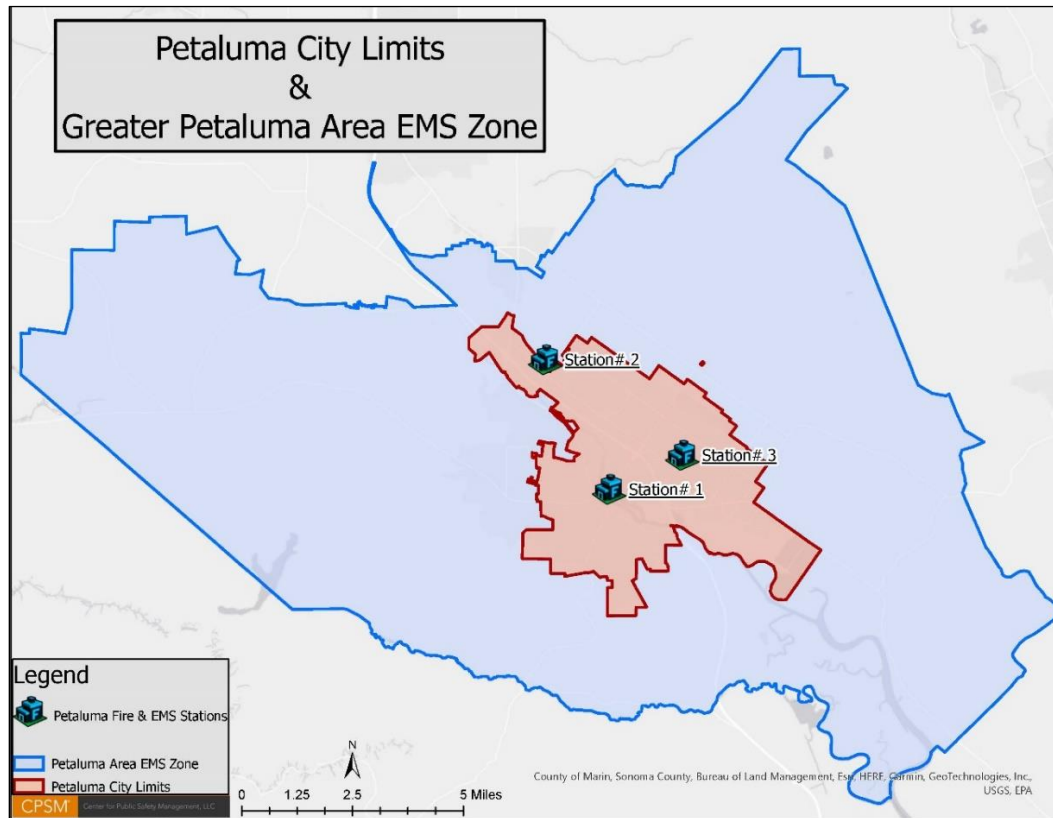 Petaluma City Limits
&
Greater Petaluma Area EMS Zone
Station#. 2
Station#. 3
Station# 1
Legend
Petaluma Fire & EMS Stations
Petaluma Area EMS Zone
Petaluma City Limits
CPSM
Center for Public Safety Management, LLC
N
0 1.25 2.5 5 Miles
County of Marin, Sonoma County, Bureau of Land Management, Esri, HERE, Garmin, GeoTechnologies, Inc.,
USGS, EPA